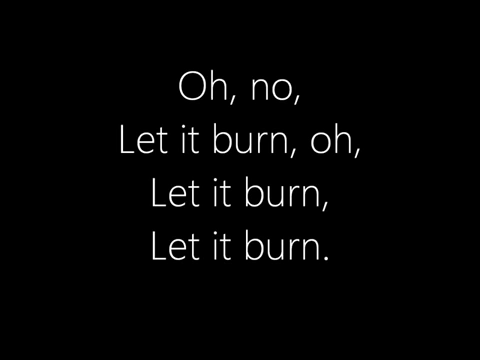 Oh, no,
Let it burn, oh,
Let it burn,
Let it burn.